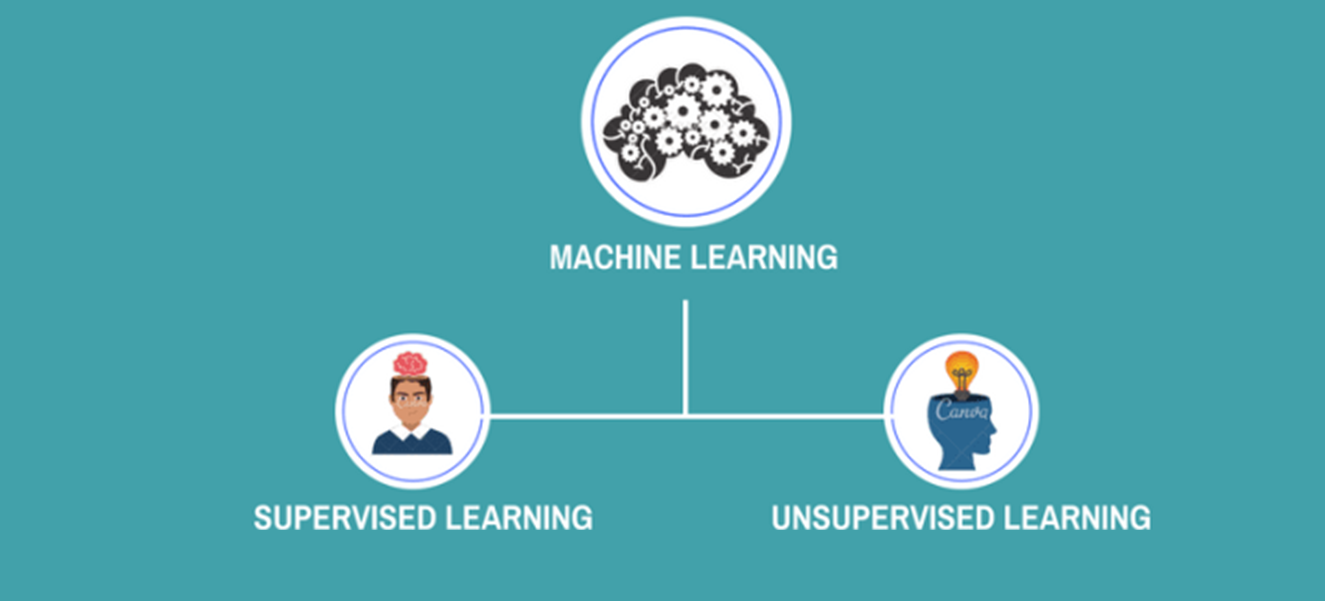 MACHINE LEARNING
Canva
SUPERVISED LEARNING
UNSUPERVISED LEARNING